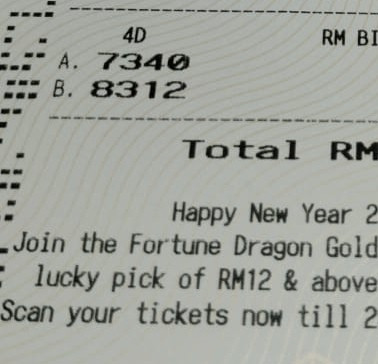 4D RM BI
A. 7340
B. 8312
Total RM
Happy New Year 2
Join the Fortune Dragon Gold
lucky pick of RM12 & above
Scan your tickets now till 2